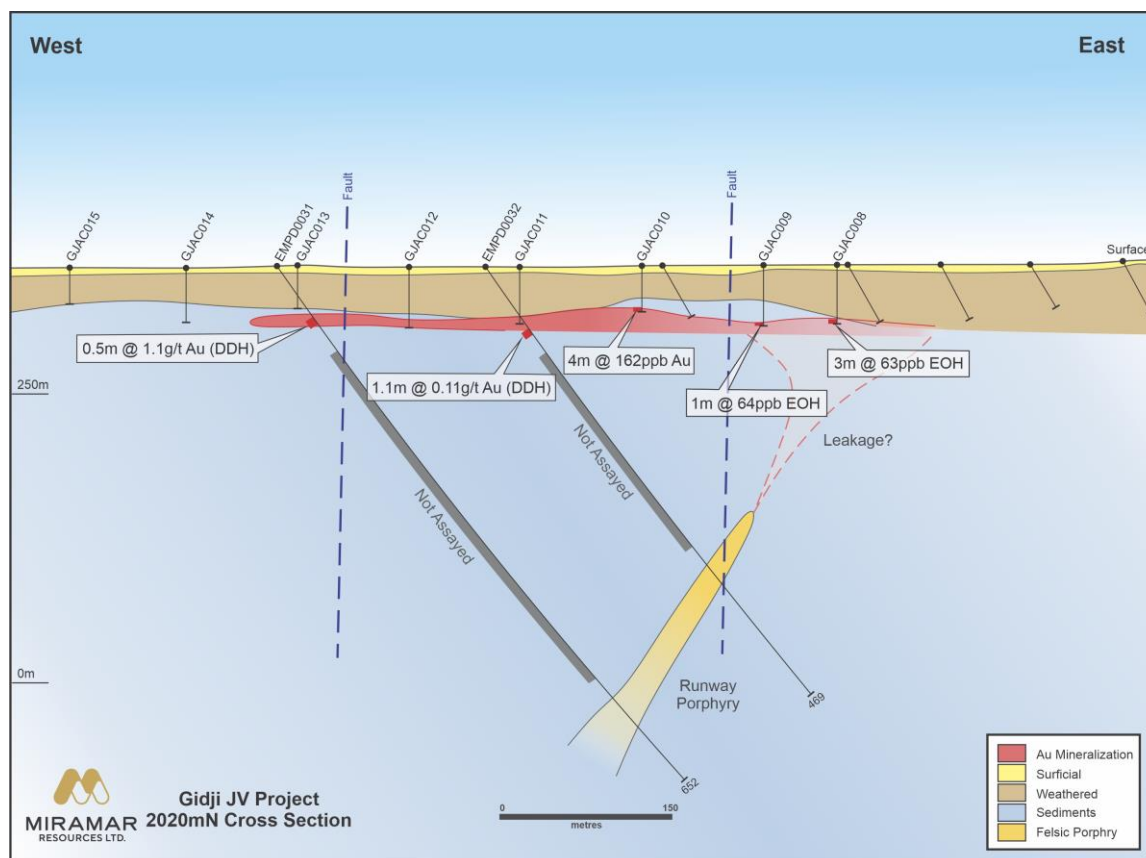 West
East
Fault
Fault
GJAC015
GJAC014
EMPD0031
GJAC013
GJAC012
EMPD0032
GJAC011
GJAC010
GJAC009
GJAC008
Surface
0.5m @ 1.1g/t Au (DDH)
1.1m @ 0.11g/t Au (DDH)
4m @ 162ppb Au
1m @ 64ppb EOH
3m @ 63ppb EOH
250m
Leakage?
Not Assayed
Not Assayed
0m
Runway
Porphyry
469
652
MIRAMAR
RESOURCES LTD.
Gidji JV Project
2020mN Cross Section
0
150
metres
Au Mineralization
Surficial
Weathered
Sediments
Felsic Porphry